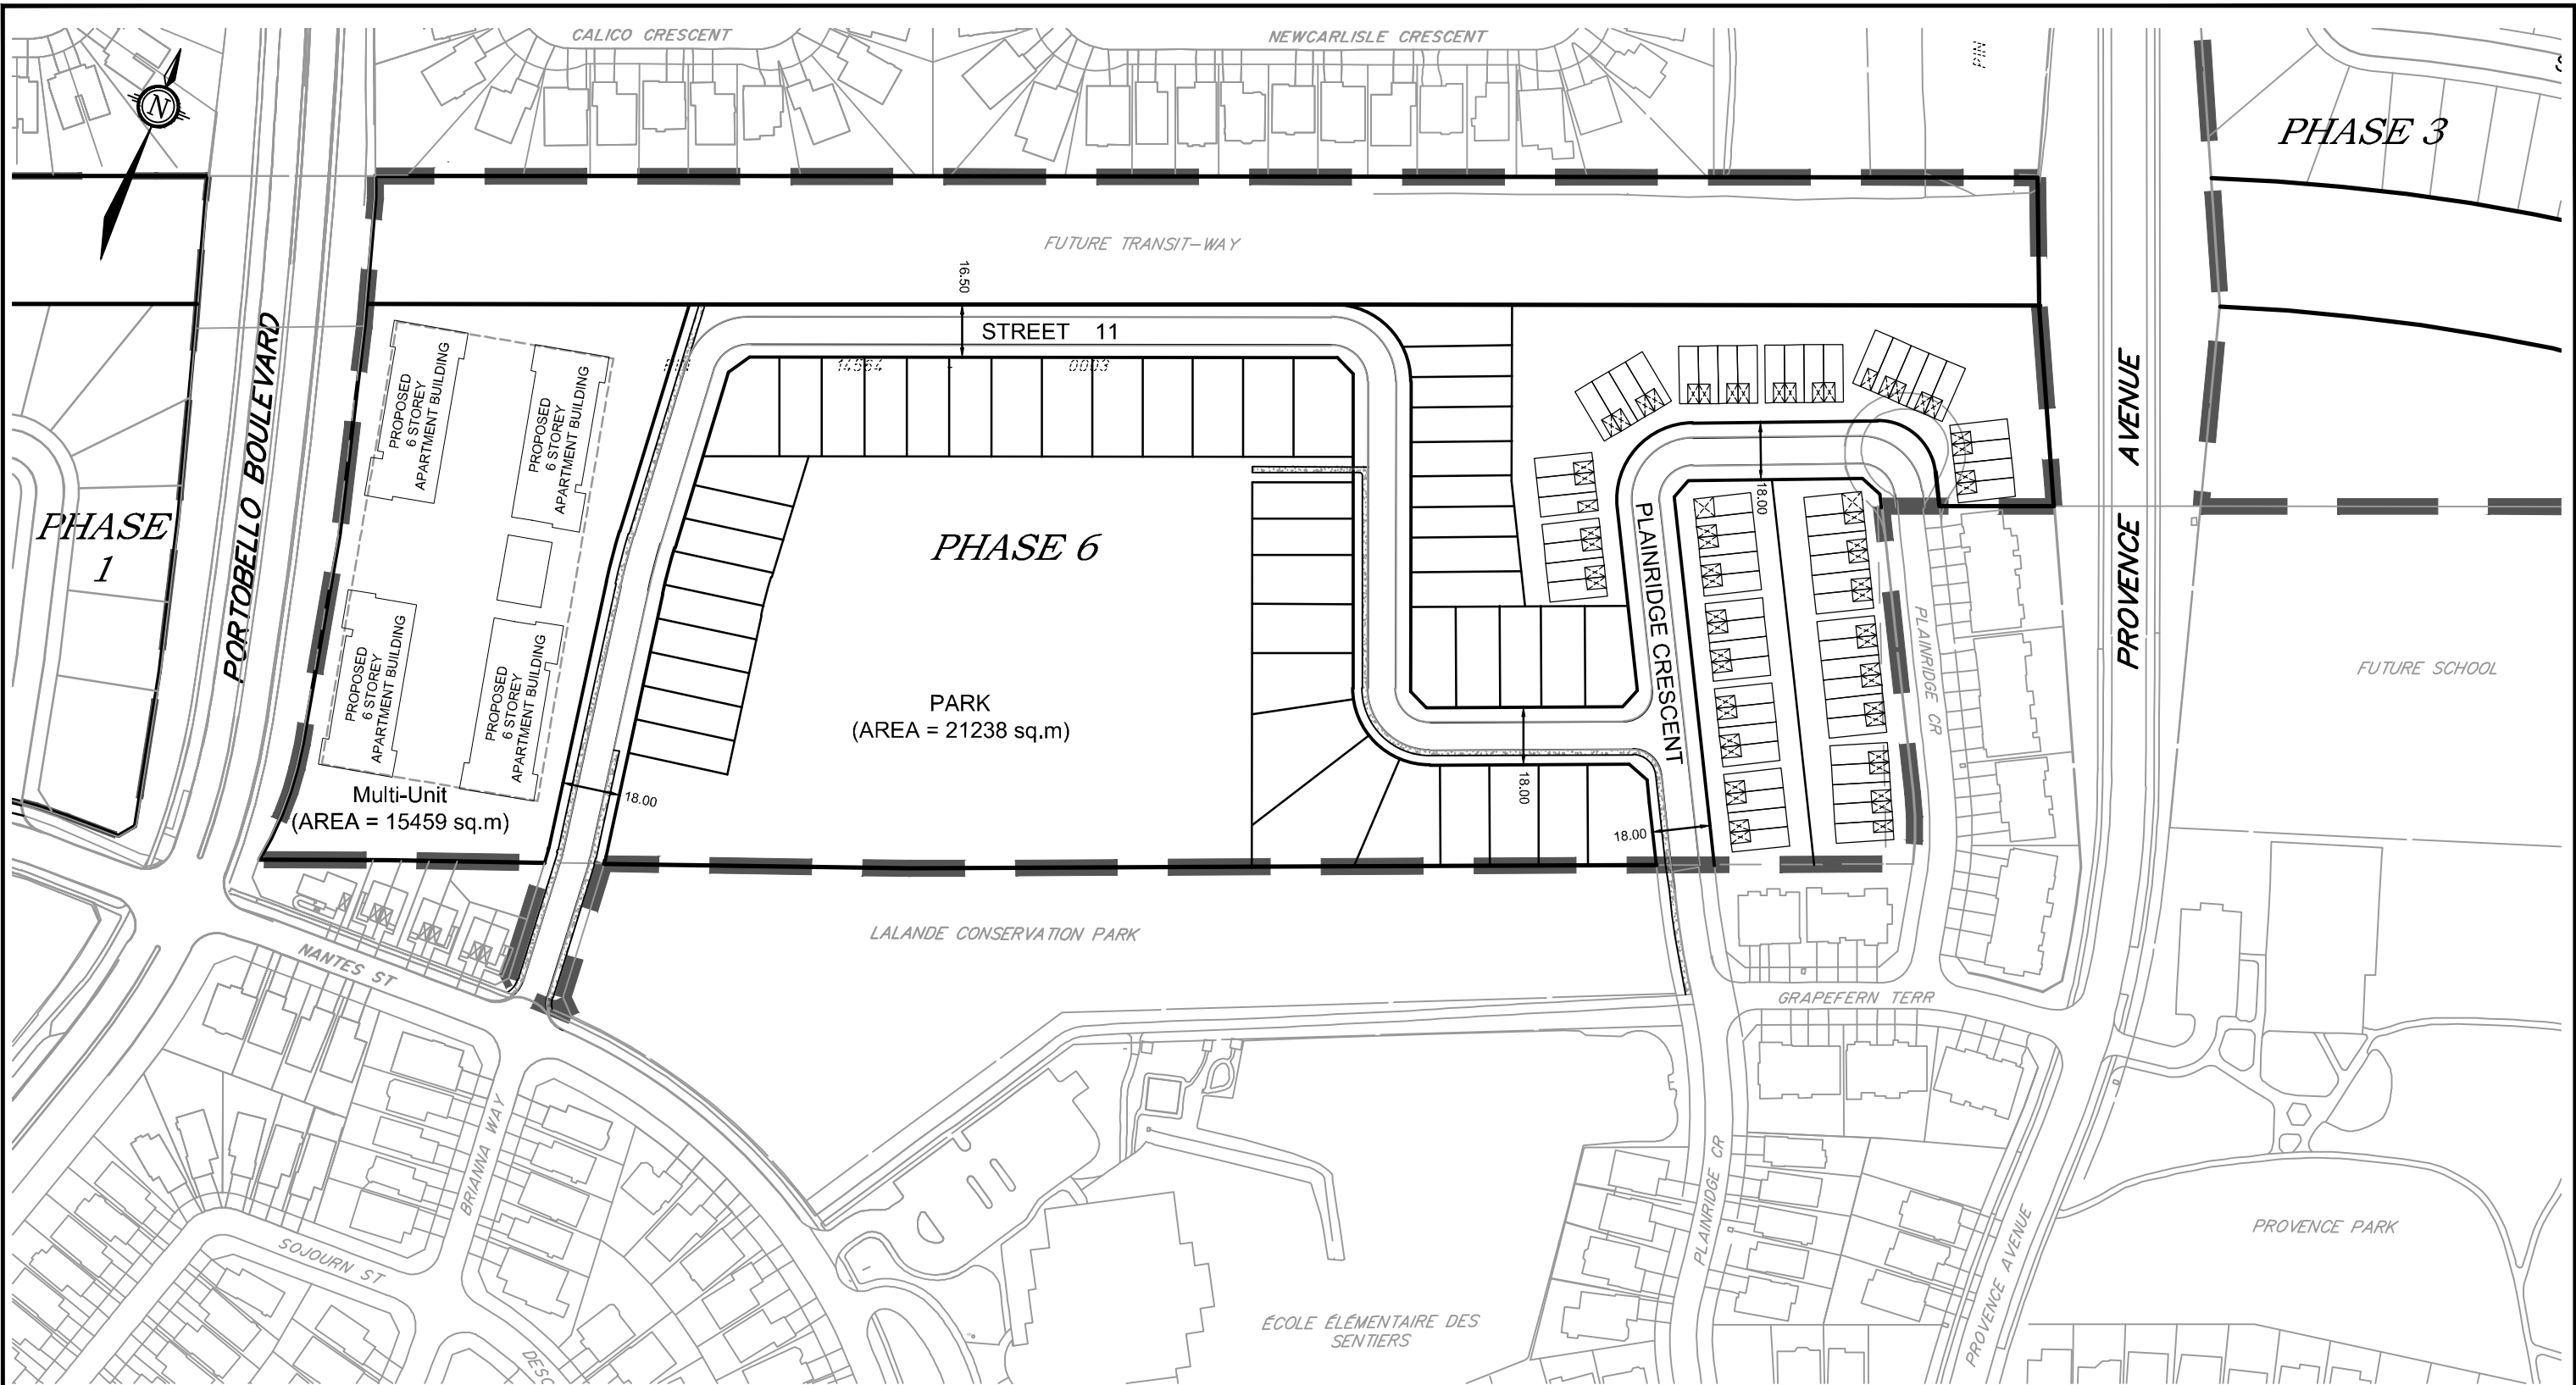 CALICO CRESCENT
NEWCARLISLE CRESCENT
PIN
N
PHASE 3
FUTURE TRANSIT-WAY
16.50
STREET 11
14564 - 0003
PORTOBELLO BOULEVARD
PROPOSED
6 STOREY
APARTMENT BUILDING
PROPOSED
6 STOREY
APARTMENT BUILDING
PROVENCE AVENUE
PHASE
1
PHASE 6
18.00
PLAINRIDGE CRESCENT
PLAINRIDGE CR
FUTURE SCHOOL
PROPOSED
6 STOREY
APARTMENT BUILDING
PROPOSED
6 STOREY
APARTMENT BUILDING
PARK
(AREA = 21238 sq.m)
Multi-Unit
(AREA = 15459 sq.m)
18.00
18.00
18.00
LALANDE CONSERVATION PARK
NANTES ST
GRAPEFERN TERR
BRIANNA WAY
PLAINRIDGE CR
SOJOURN ST
PROVENCE AVENUE
PROVENCE PARK
ÉCOLE ÉLÉMENTAIRE DES
SENTIERS